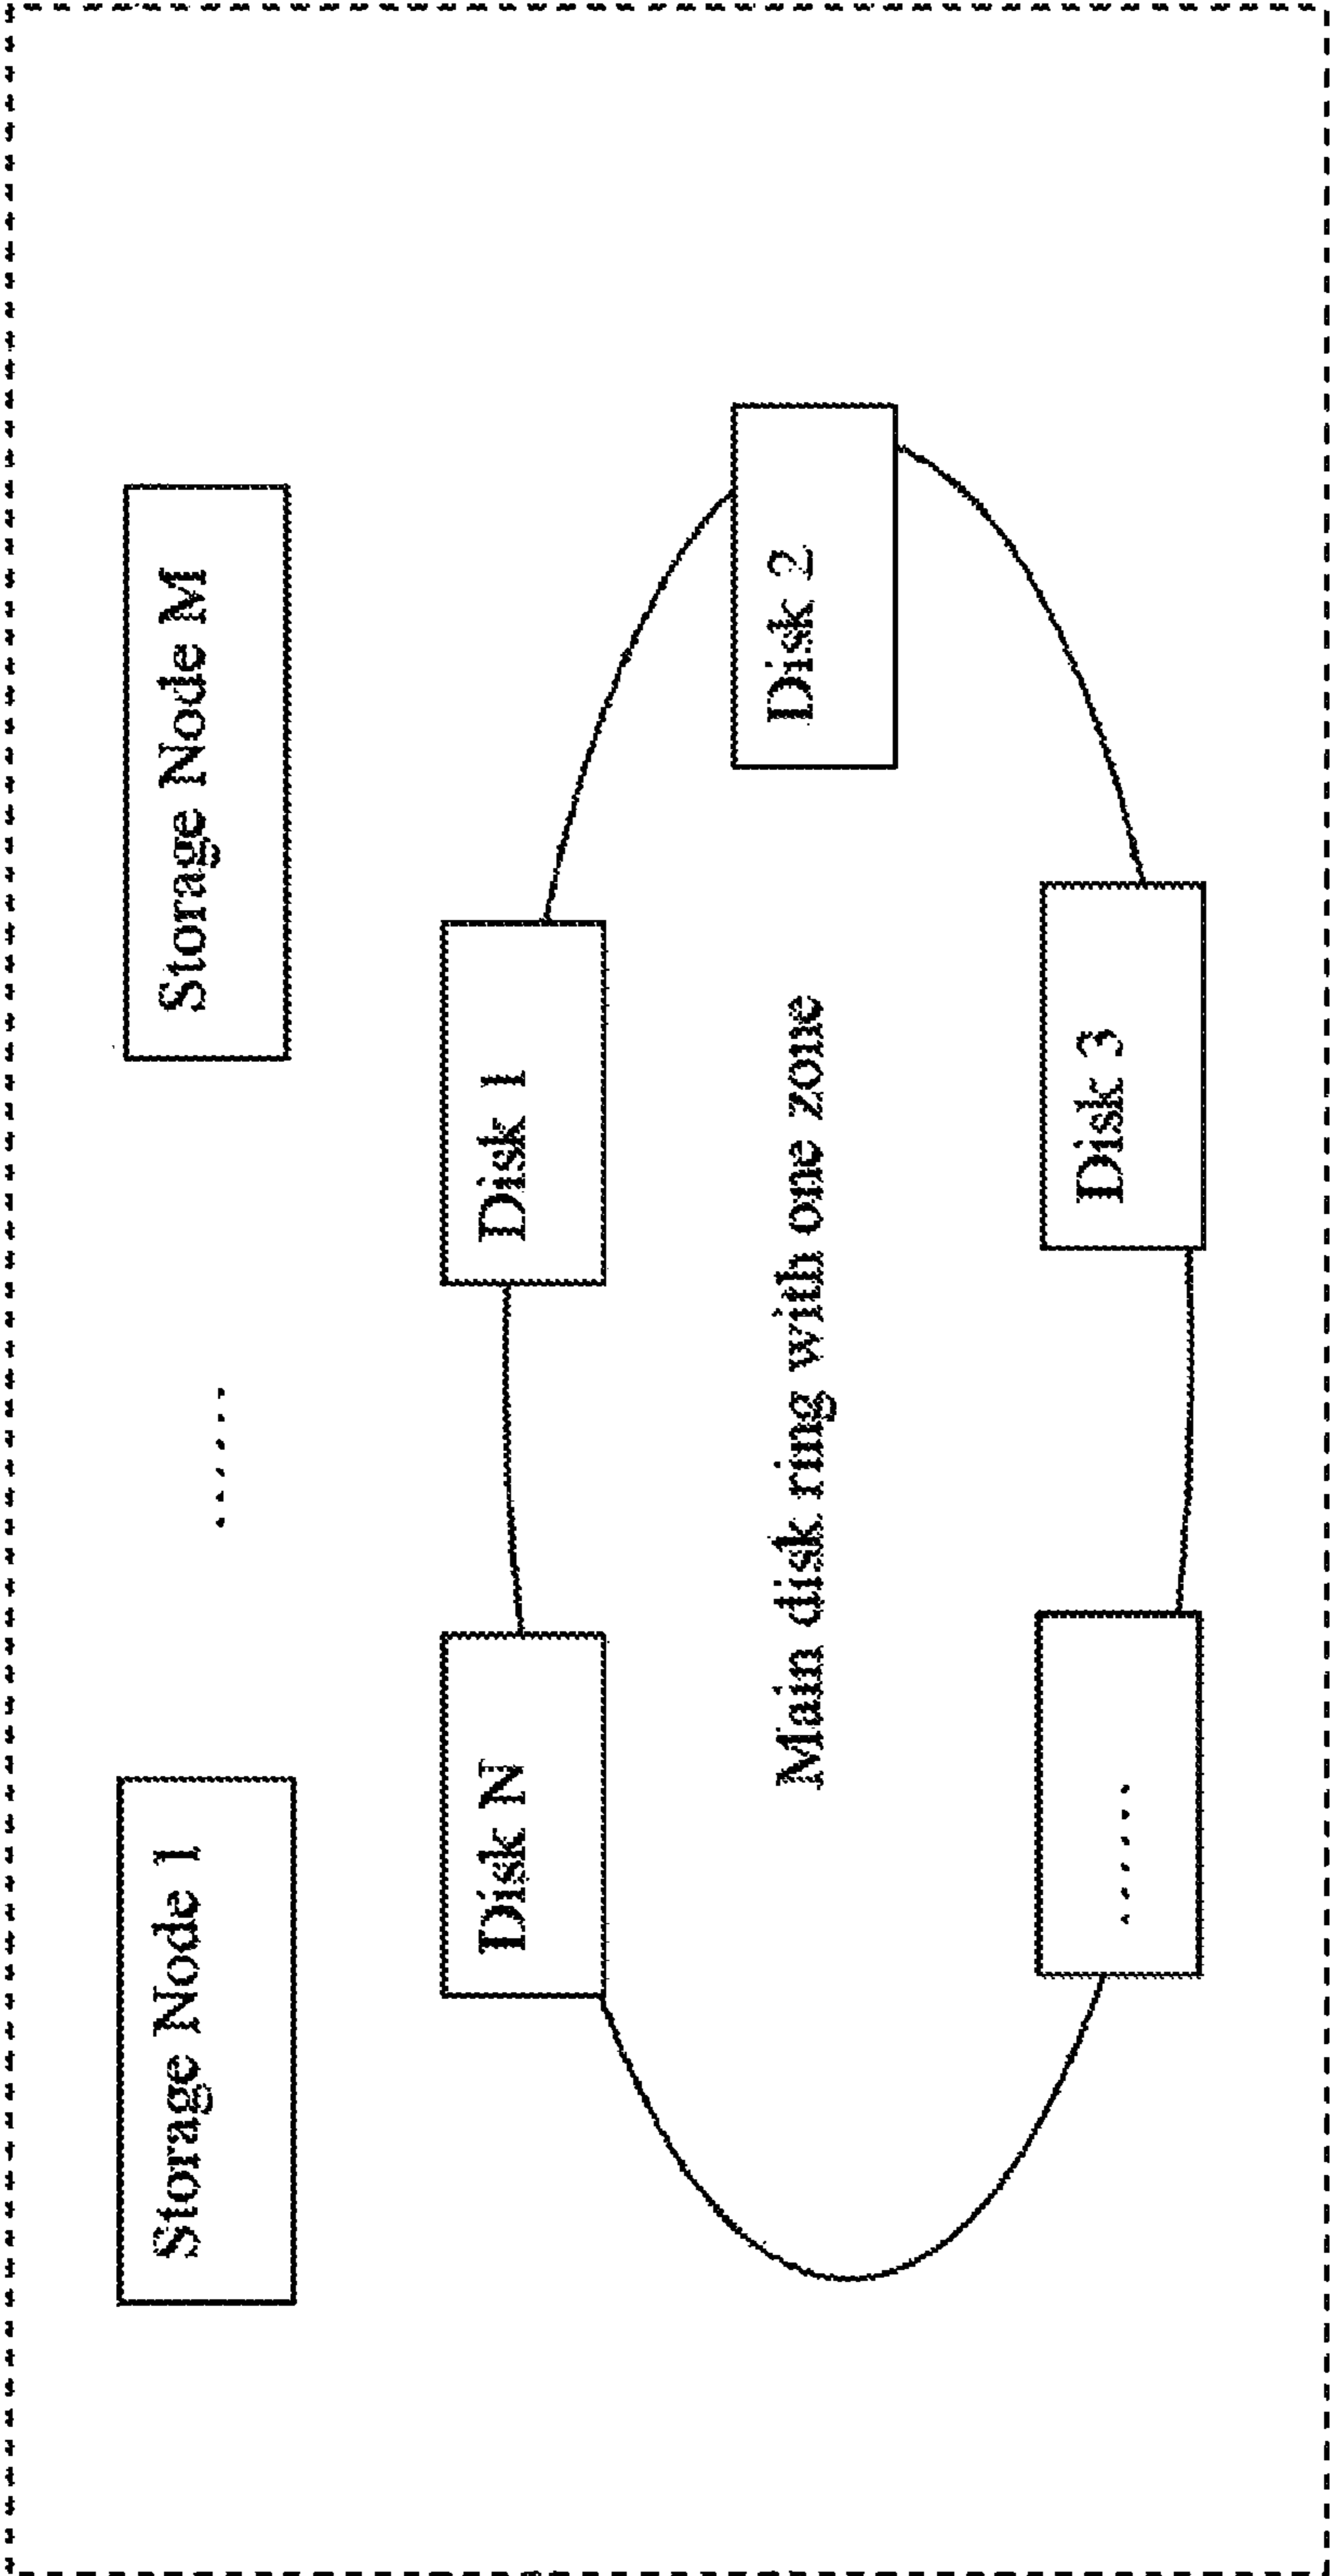 Storage Node 1
......
Storage Node M
Disk N
Disk 1
Main disk ring with one zone
Disk 2
......
Disk 3